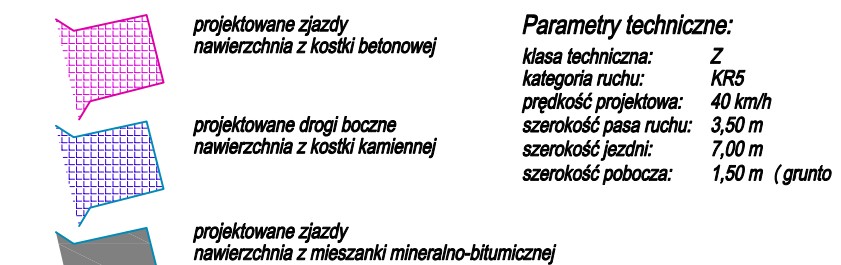 projektowane zjazdy
nawierzchnia z kostki betonowej
projektowane drogi boczne
nawierzchnia z kostki kamiennej
projektowane zjazdy
nawierzchnia z mieszanki mineralno-bitumicznej
Parametry techniczne:
klasa techniczna: Z
kategoria ruchu: KR5
prędkość projektowa: 40 km/h
szerokość pasa ruchu: 3,50 m
szerokość jezdni: 7,00 m
szerokość pobocza: 1,50 m ( grunto